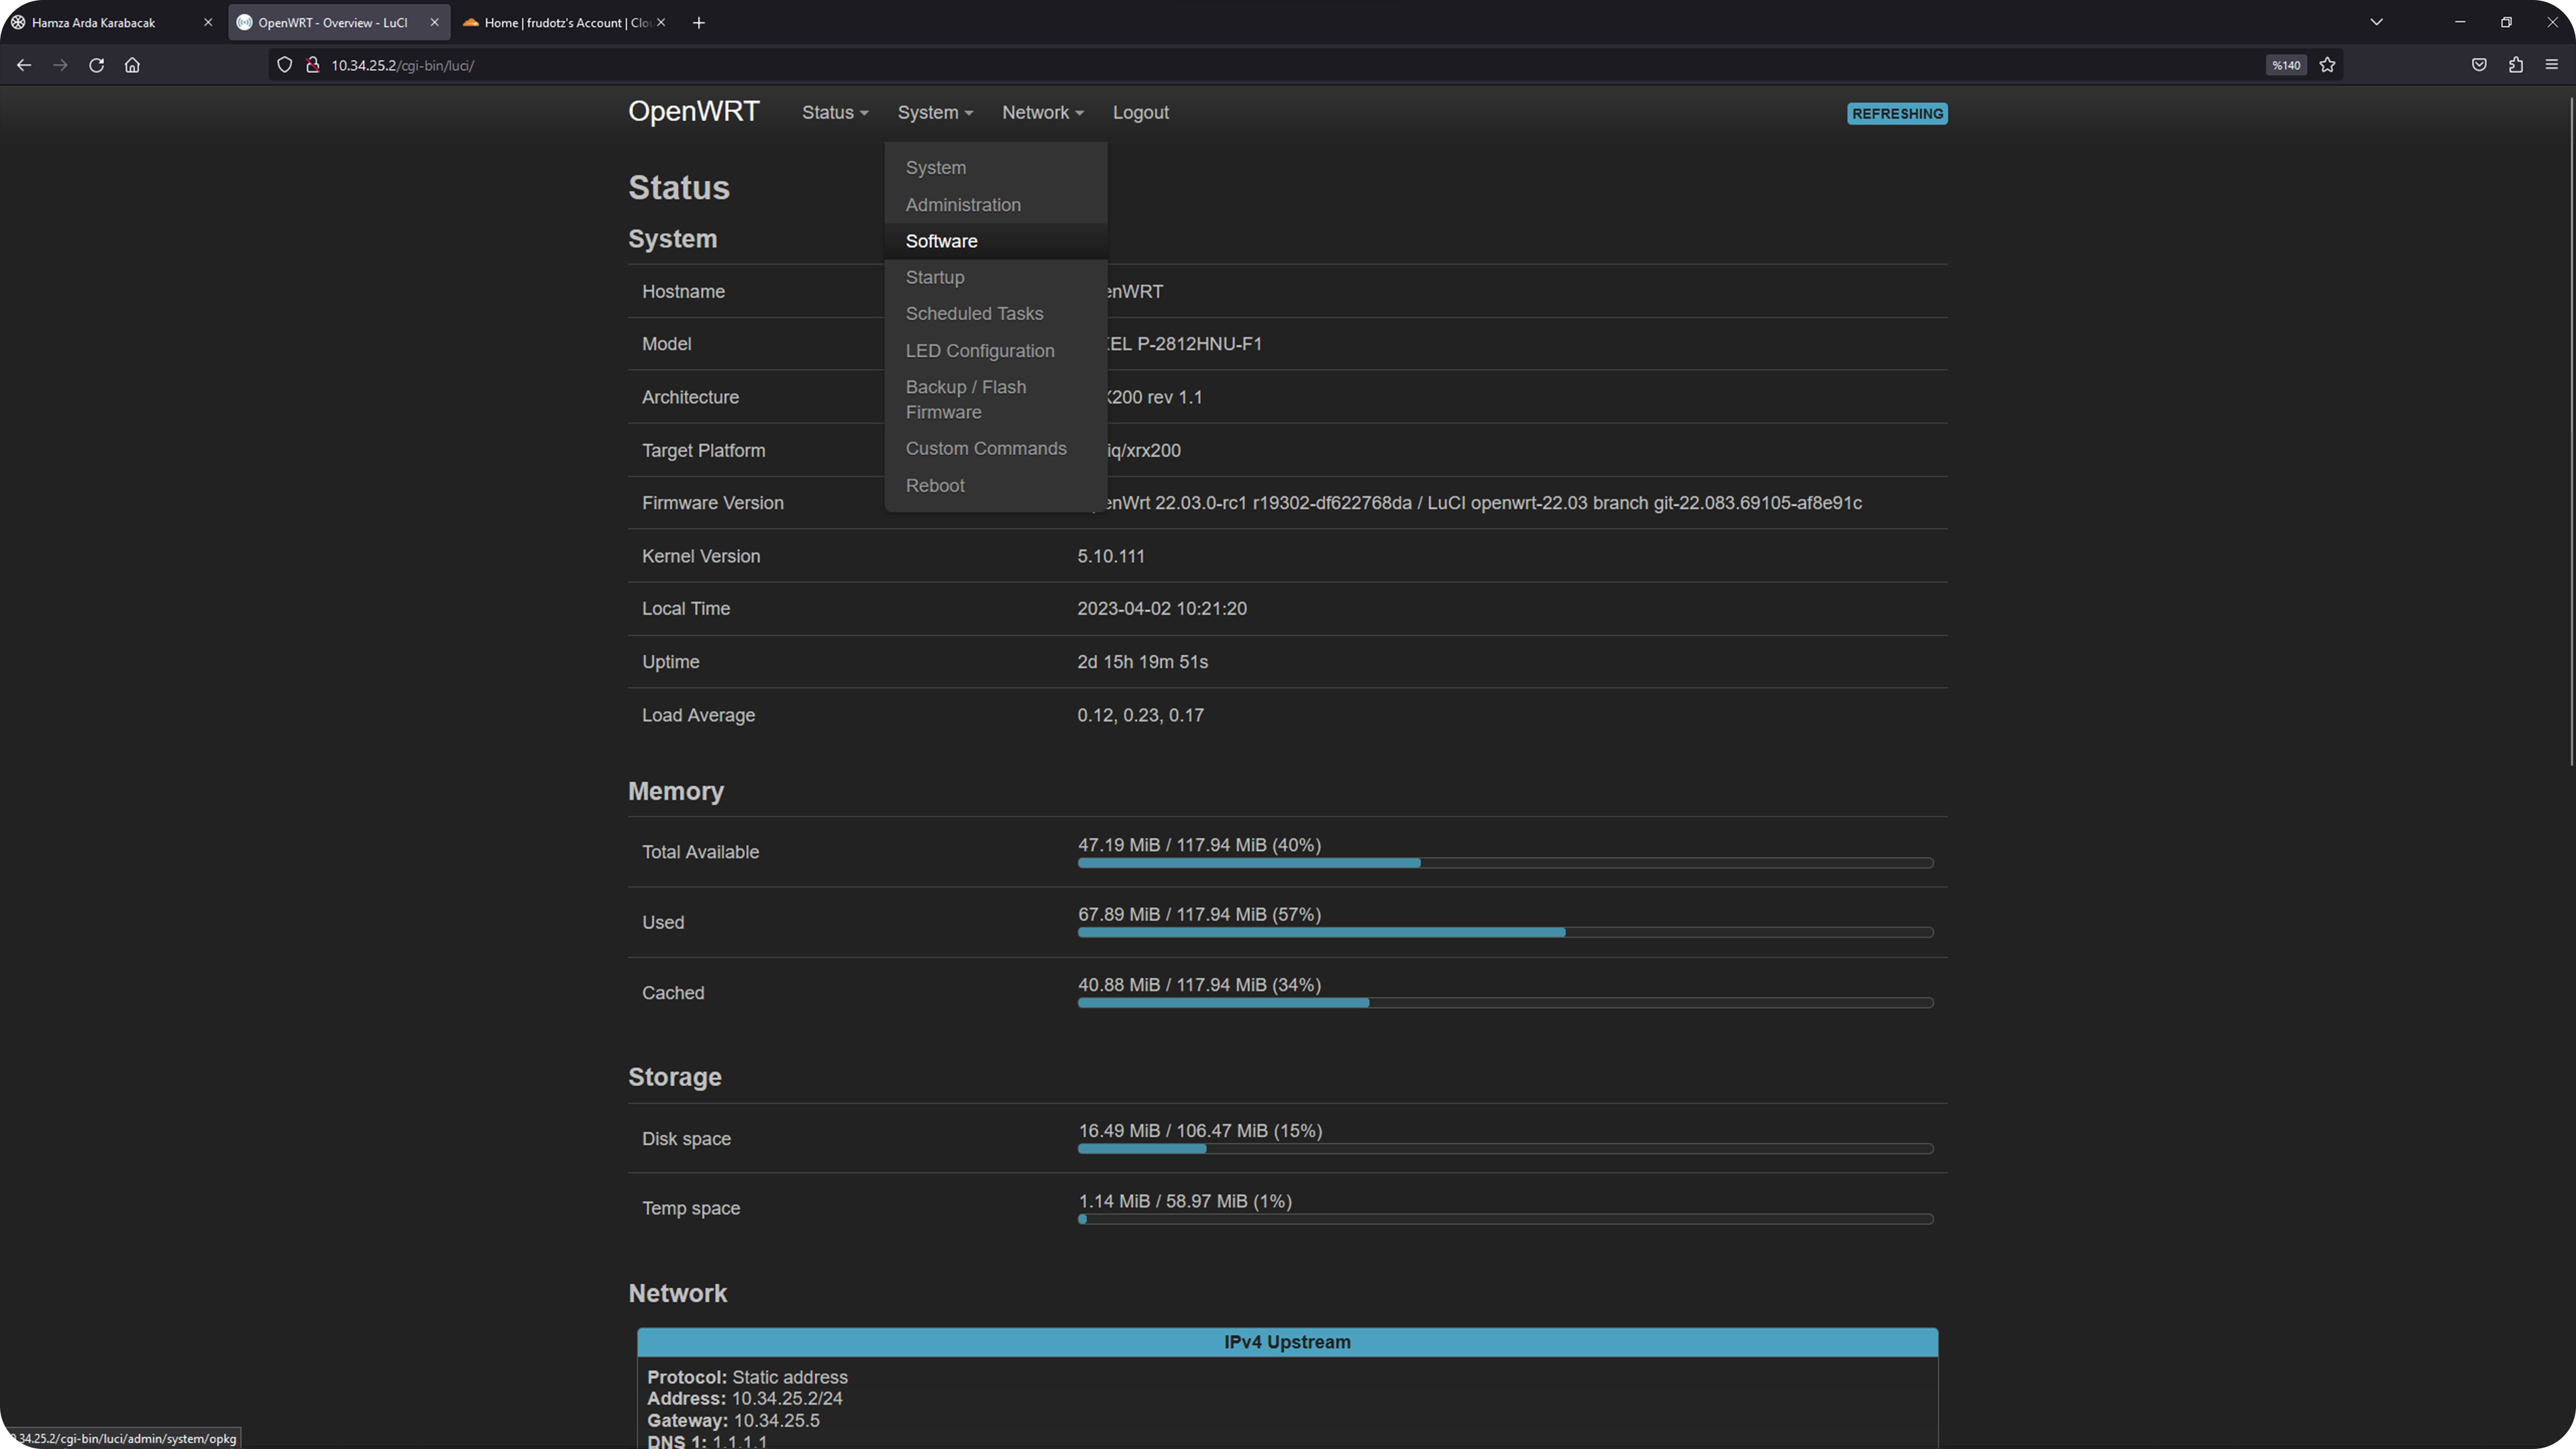 Hamza Arda Karabacak
OpenWRT - Overview - LuCI
Home | frudotz's Account | Clou
10.34.25.2/cgi-bin/luci/
%140
OpenWRT
Status
System
Network
Logout
REFRESHING
System
Administration
Software
Startup
Scheduled Tasks
LED Configuration
Backup / Flash
Firmware
Custom Commands
Reboot
Status
System
Hostname
enWRT
Model
EL P-2812HNU-F1
Architecture
X200 rev 1.1
Target Platform
iq/xrx200
Firmware Version
enWrt 22.03.0-rc1 r19302-df622768da / LuCI openwrt-22.03 branch git-22.083.69105-af8e91c
Kernel Version
5.10.111
Local Time
2023-04-02 10:21:20
Uptime
2d 15h 19m 51s
Load Average
0.12, 0.23, 0.17
Memory
Total Available
47.19 MiB / 117.94 MiB (40%)
Used
67.89 MiB / 117.94 MiB (57%)
Cached
40.88 MiB / 117.94 MiB (34%)
Storage
Disk space
16.49 MiB / 106.47 MiB (15%)
Temp space
1.14 MiB / 58.97 MiB (1%)
Network
IPv4 Upstream
Protocol: Static address
Address: 10.34.25.2/24
Gateway: 10.34.25.5
DNS 1: 1.1.1.1
.34.25.2/cgi-bin/luci/admin/system/opkg